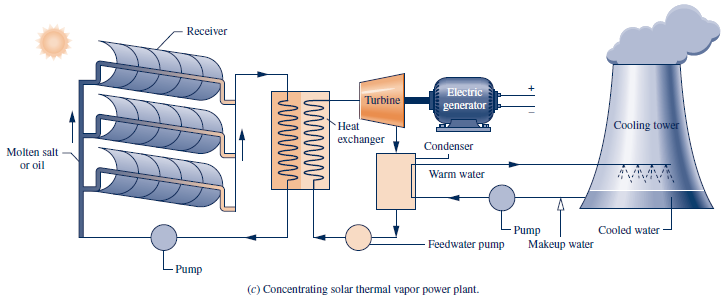 Receiver
Molten salt
or oil
Pump
Heat
exchanger
Turbine
Electric
generator
+
−
Condenser
Warm water
Feedwater pump
Pump
Makeup water
Cooling tower
Cooled water
(c) Concentrating solar thermal vapor power plant.